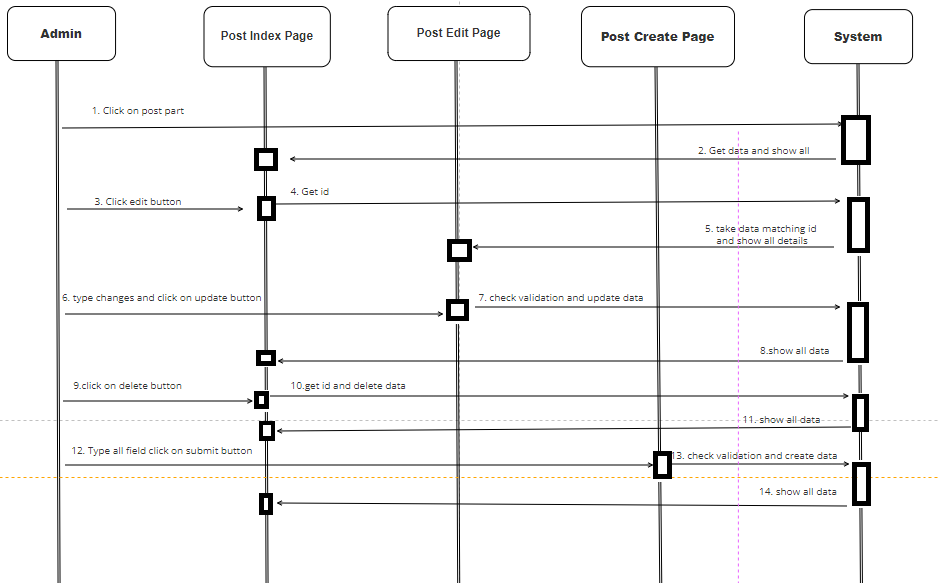 Admin
Post Index Page
Post Edit Page
Post Create Page
System
1. Click on post part
2. Get data and show all
3. Click edit button
4. Get id
5. take data matching id
and show all details
6. type changes and click on update button
7. check validation and update data
8.show all data
9.click on delete button
10.get id and delete data
11. show all data
12. Type all field click on submit button
13. check validation and create data
14. show all data